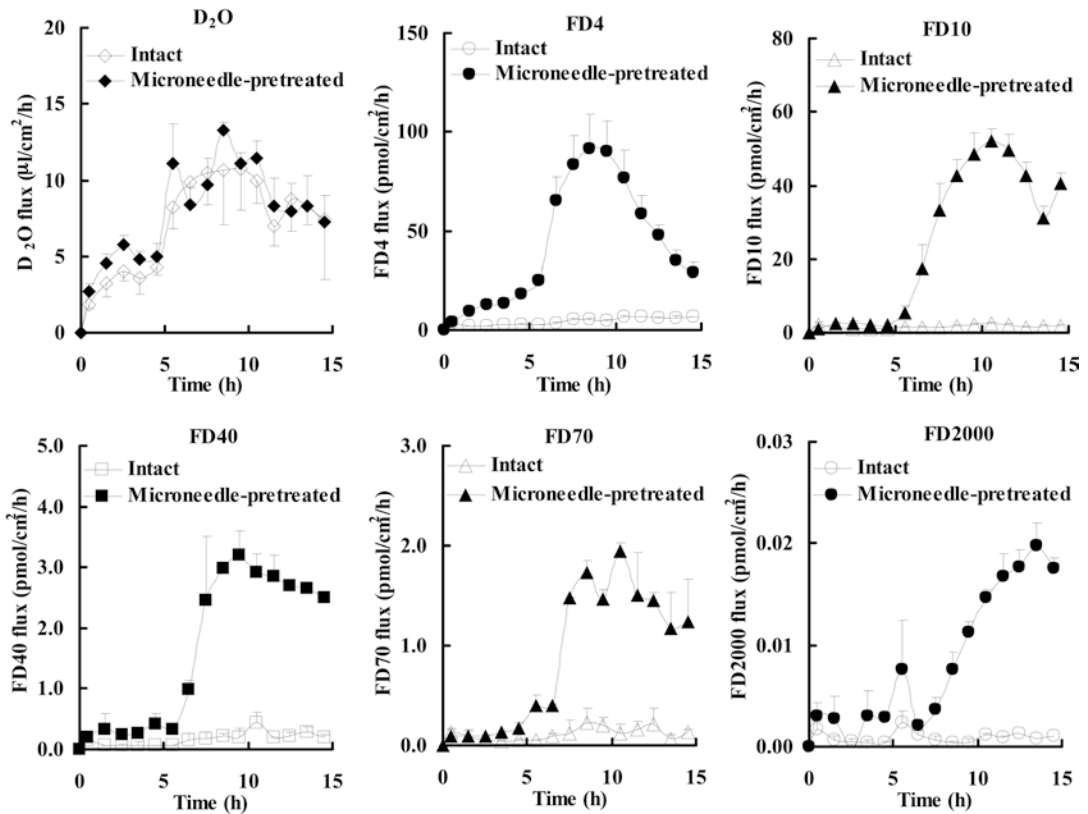 D₂O
20
15
10
5
0
Intact
Microneedle-pretreated
D₂O flux (μl/cm²/h)
0 5 10 15
Time (h)
FD4
150
100
50
0
Intact
Microneedle-pretreated
FD4 flux (pmol/cm²/h)
0 5 10 15
Time (h)
FD10
80
60
40
20
0
Intact
Microneedle-pretreated
FD10 flux (pmol/cm²/h)
0 5 10 15
Time (h)
FD40
5.0
4.0
3.0
2.0
1.0
0.0
Intact
Microneedle-pretreated
FD40 flux (pmol/cm²/h)
0 5 10 15
Time (h)
FD70
3.0
2.0
1.0
0.0
Intact
Microneedle-pretreated
FD70 flux (pmol/cm²/h)
0 5 10 15
Time (h)
FD2000
0.03
0.02
0.01
0.00
Intact
Microneedle-pretreated
FD2000 flux (pmol/cm²/h)
0 5 10 15
Time (h)